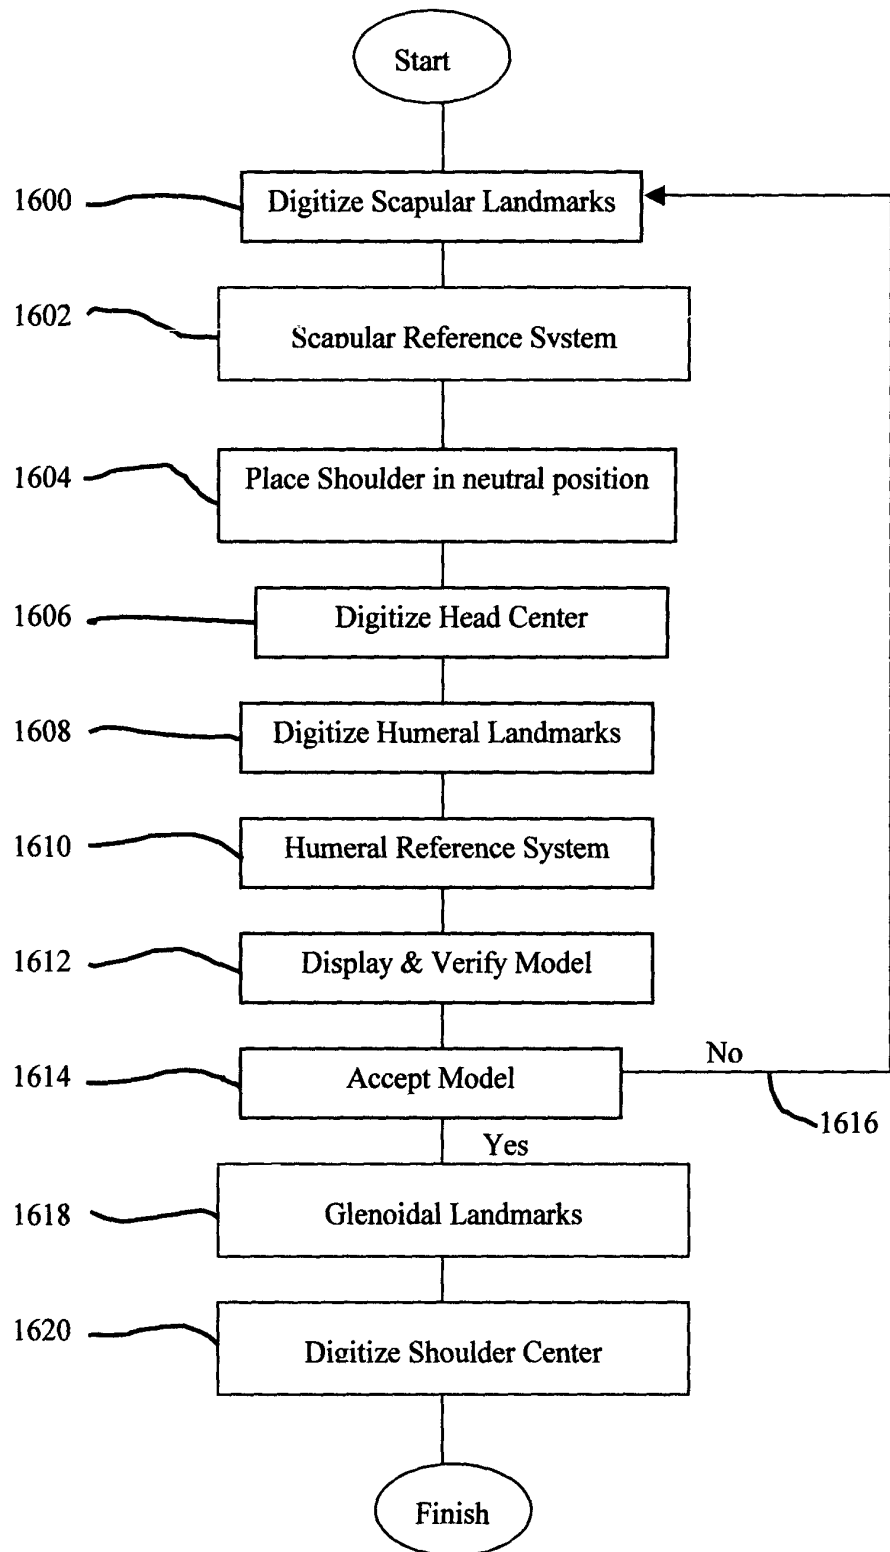 Start
1600
Digitize Scapular Landmarks
1602
Scapular Reference System
1604
Place Shoulder in neutral position
1606
Digitize Head Center
1608
Digitize Humeral Landmarks
1610
Humeral Reference System
1612
Display & Verify Model
1614
Accept Model
No
1616
Yes
1618
Glenoidal Landmarks
1620
Digitize Shoulder Center
Finish